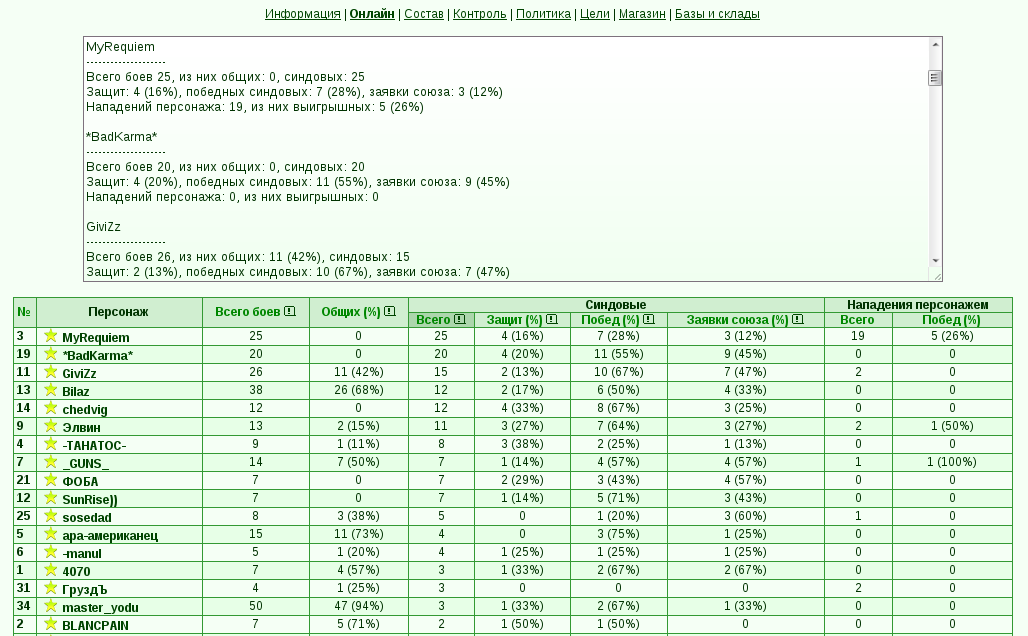 Информация | Онлайн | Состав | Контроль | Политика | Цели | Магазин | Базы и склады
MyRequiem
--------------------
Всего боев 25, из них общих: 0, синдовых: 25
Защит: 4 (16%), победных синдовых: 7 (28%), заявки союза: 3 (12%)
Нападений персонажа: 19, из них выигрышных: 5 (26%)
*BadKarma*
--------------------
Всего боев 20, из них общих: 0, синдовых: 20
Защит: 4 (20%), победных синдовых: 11 (55%), заявки союза: 9 (45%)
Нападений персонажа: 0, из них выигрышных: 0
GiviZz
--------------------
Всего боев 26, из них общих: 11 (42%), синдовых: 15
Защит: 2 (13%), победных синдовых: 10 (67%), заявки союза: 7 (47%)
№ Персонаж Всего боев Общих (%) Синдовые Нападения персонажем
Всего Защит (%) Побед (%) Заявки союза (%) Всего Побед (%)
3 MyRequiem 25 0 25 4 (16%) 7 (28%) 3 (12%) 19 5 (26%)
19 *BadKarma* 20 0 20 4 (20%) 11 (55%) 9 (45%) 0 0
11 GiviZz 26 11 (42%) 15 2 (13%) 10 (67%) 7 (47%) 2 0
13 Bilaz 38 26 (68%) 12 2 (17%) 6 (50%) 4 (33%) 0 0
14 chedvig 12 0 12 4 (33%) 8 (67%) 3 (25%) 0 0
9 Элвин 13 2 (15%) 11 3 (27%) 7 (64%) 3 (27%) 2 1 (50%)
4 -ТАНАТОС- 9 1 (11%) 8 3 (38%) 2 (25%) 1 (13%) 0 0
7 _GUNS_ 14 7 (50%) 7 1 (14%) 4 (57%) 4 (57%) 1 1 (100%)
21 ФОБА 7 0 7 2 (29%) 3 (43%) 4 (57%) 0 0
12 SunRise)) 7 0 7 1 (14%) 5 (71%) 3 (43%) 0 0
25 sosedad 8 3 (38%) 5 0 1 (20%) 3 (60%) 1 0
5 ара-американец 15 11 (73%) 4 0 3 (75%) 1 (25%) 0 0
6 -manul 5 1 (20%) 4 1 (25%) 1 (25%) 1 (25%) 0 0
1 4070 7 4 (57%) 3 1 (33%) 2 (67%) 2 (67%) 0 0
31 ГруздЪ 4 1 (25%) 3 0 0 0 2 0
34 master_yodu 50 47 (94%) 3 1 (33%) 2 (67%) 1 (33%) 0 0
2 BLANCPAIN 7 5 (71%) 2 1 (50%) 1 (50%) 0 0 0